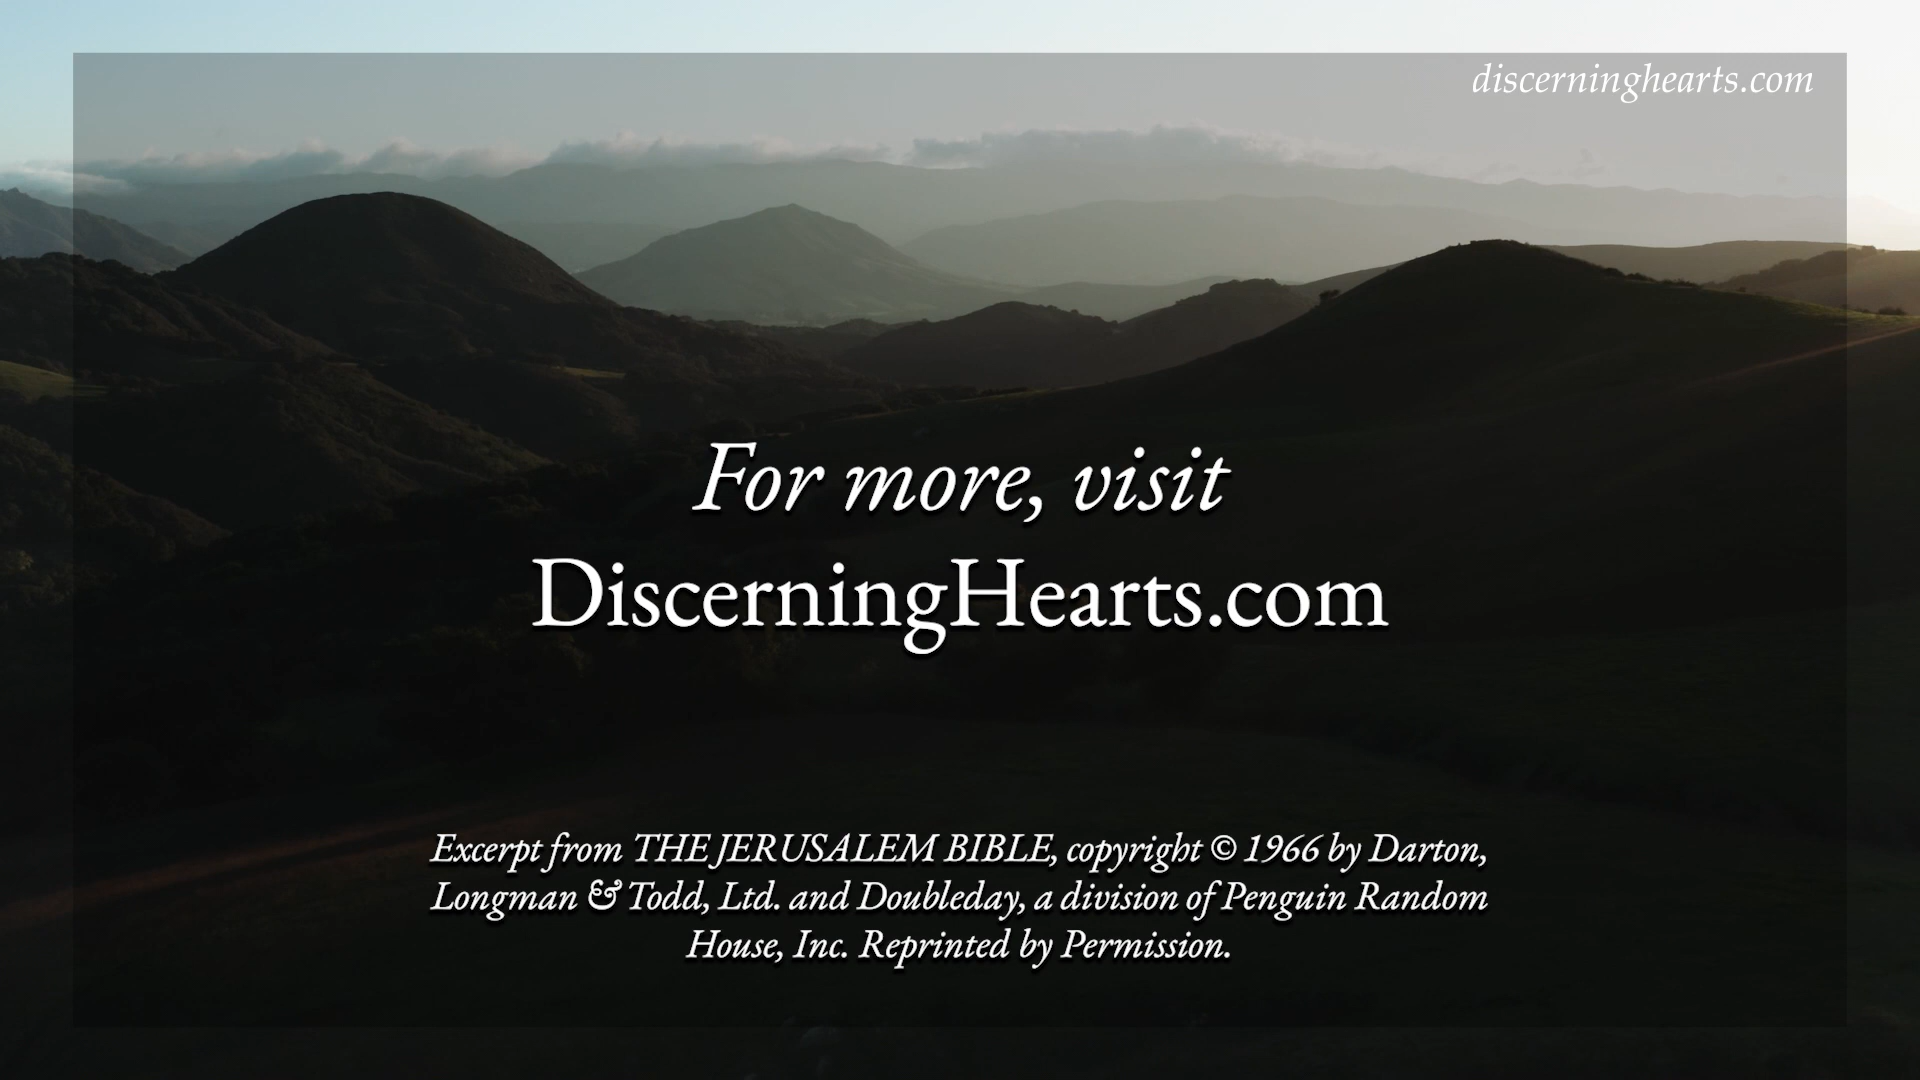 discerninghearts.com
For more, visit
DiscerningHearts.com
Excerpt from THE JERUSALEM BIBLE, copyright © 1966 by Darton,
Longman & Todd, Ltd. and Doubleday, a division of Penguin Random
House, Inc. Reprinted by Permission.